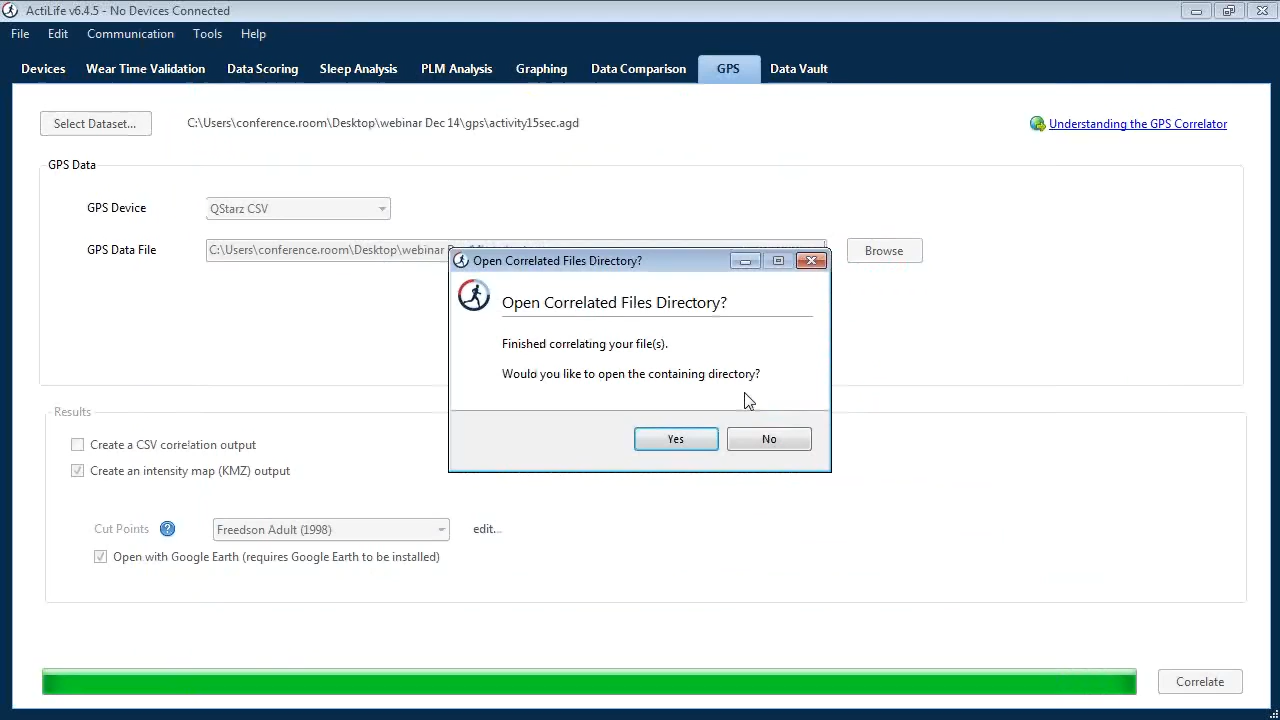 ActiLife v6.4.5 - No Devices Connected
File Edit Communication Tools Help
Devices Wear Time Validation Data Scoring Sleep Analysis PLM Analysis Graphing Data Comparison GPS Data Vault
Select Dataset... C:\Users\conference.room\Desktop\webinar Dec 14\gps\activity15sec.agd Understanding the GPS Correlator
GPS Data
GPS Device QStarz CSV
GPS Data File C:\Users\conference.room\Desktop\webinar Browse
Open Correlated Files Directory?
Open Correlated Files Directory?
Finished correlating your file(s).
Would you like to open the containing directory?
Yes No
Results
Create a CSV correlation output
Create an intensity map (KMZ) output
Cut Points Freedson Adult (1998) edit...
Open with Google Earth (requires Google Earth to be installed)
Correlate